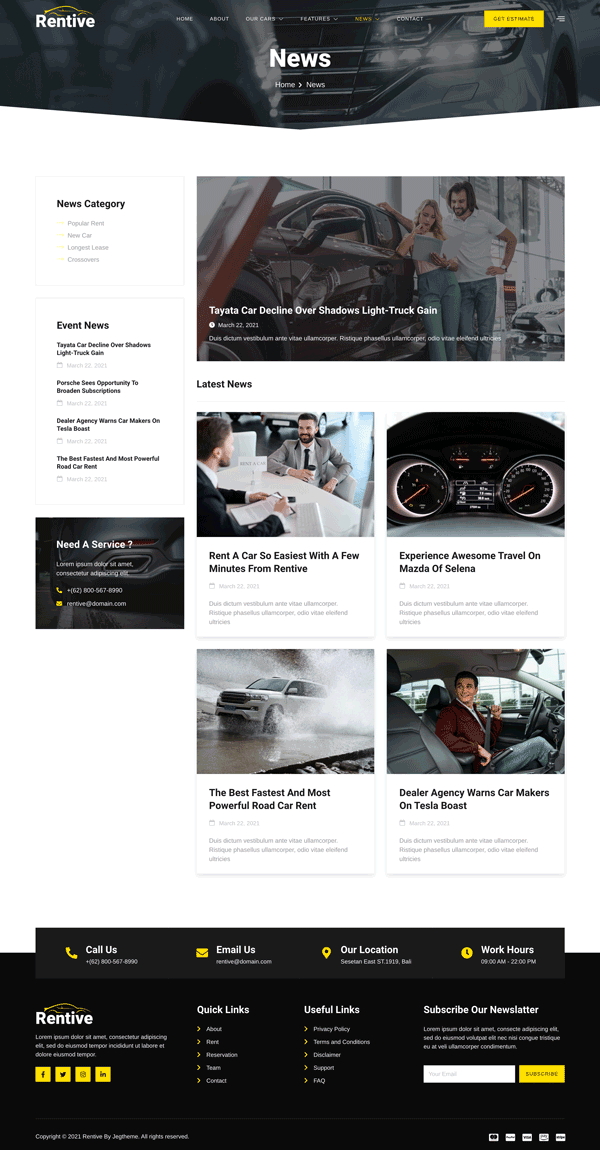 Rentive
HOME
ABOUT
OUR CARS
FEATURES
NEWS
CONTACT
GET ESTIMATE
News
Home
News
News Category
Popular Rent
New Car
Longest Lease
Crossovers
Event News
Tayata Car Decline Over Shadows
Light-Truck Gain
March 22, 2021
Porsche Sees Opportunity To
Broaden Subscriptions
March 22, 2021
Dealer Agency Warns Car Makers On
Tesla Boast
March 22, 2021
The Best Fastest And Most Powerful
Road Car Rent
March 22, 2021
Need A Service ?
Lorem ipsum dolor sit amet,
consectetur adipiscing elit
+(62) 800-567-8990
rentive@domain.com
Tayata Car Decline Over Shadows Light-Truck Gain
March 22, 2021
Duis dictum vestibulum ante vitae ullamcorper. Ristique phasellus ullamcorper, odio vitae eleifend ultricies
Latest News
RENT A CAR
Rent A Car So Easiest With A Few
Minutes From Rentive
March 22, 2021
Duis dictum vestibulum ante vitae ullamcorper.
Ristique phasellus ullamcorper, odio vitae eleifend
ultricies
Experience Awesome Travel On
Mazda Of Selena
March 22, 2021
Duis dictum vestibulum ante vitae ullamcorper.
Ristique phasellus ullamcorper, odio vitae eleifend
ultricies
The Best Fastest And Most
Powerful Road Car Rent
March 22, 2021
Duis dictum vestibulum ante vitae ullamcorper.
Ristique phasellus ullamcorper, odio vitae eleifend
ultricies
Dealer Agency Warns Car Makers
On Tesla Boast
March 22, 2021
Duis dictum vestibulum ante vitae ullamcorper.
Ristique phasellus ullamcorper, odio vitae eleifend
ultricies
Call Us
+(62) 800-567-8990
Email Us
rentive@domain.com
Our Location
Sesetan East ST.1919, Bali
Work Hours
09:00 AM - 22:00 PM
Rentive
Lorem ipsum dolor sit amet, consectetur adipiscing
elit, sed do eiusmod tempor incididunt ut labore et
dolore eiusmod tempor.
Quick Links
About
Rent
Reservation
Team
Contact
Useful Links
Privacy Policy
Terms and Conditions
Disclaimer
Support
FAQ
Subscribe Our Newslatter
Lorem ipsum dolor sit amet, consecte adipiscing elit,
sed do eiusmod volutpat elit nec nisi congue tristique
eu at veli ullamcorper condimentum.
Your Email
SUBSCRIBE
Copyright © 2021 Rentive By Jegtheme. All rights reserved.